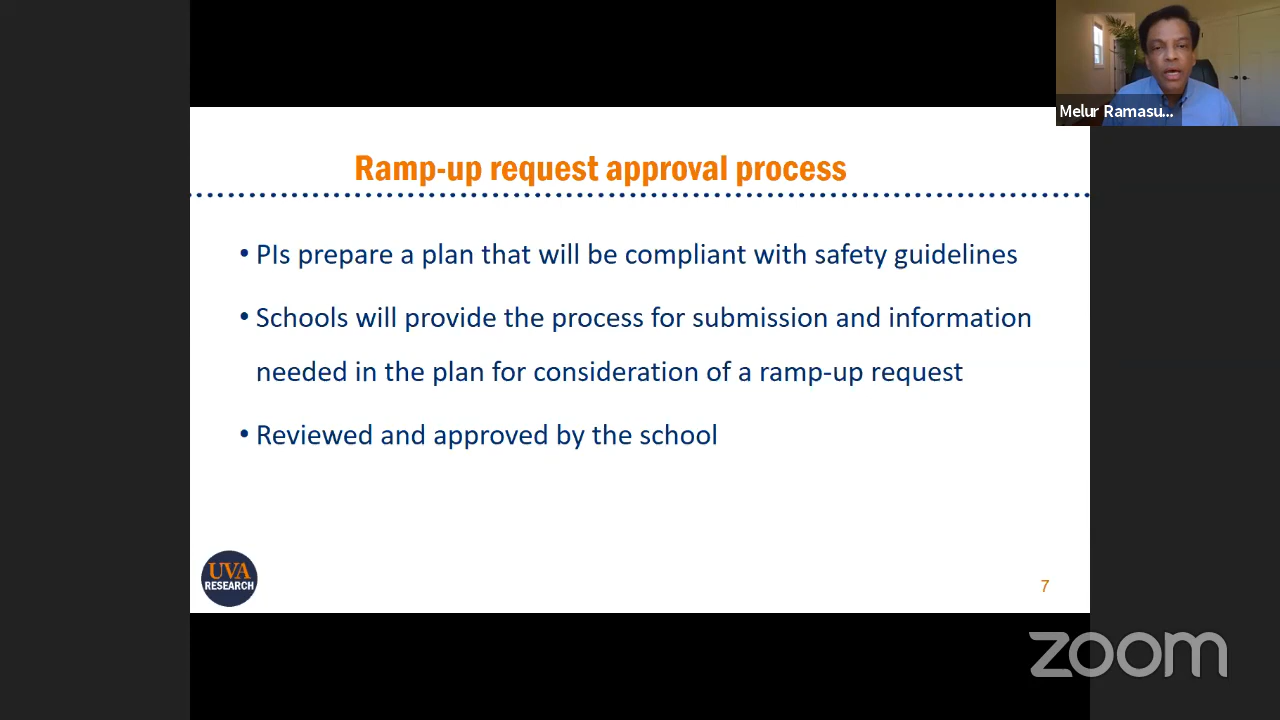 Melur Ramasu...
Ramp-up request approval process
• PIs prepare a plan that will be compliant with safety guidelines
• Schools will provide the process for submission and information
needed in the plan for consideration of a ramp-up request
• Reviewed and approved by the school
UVA
RESEARCH
7
zoom